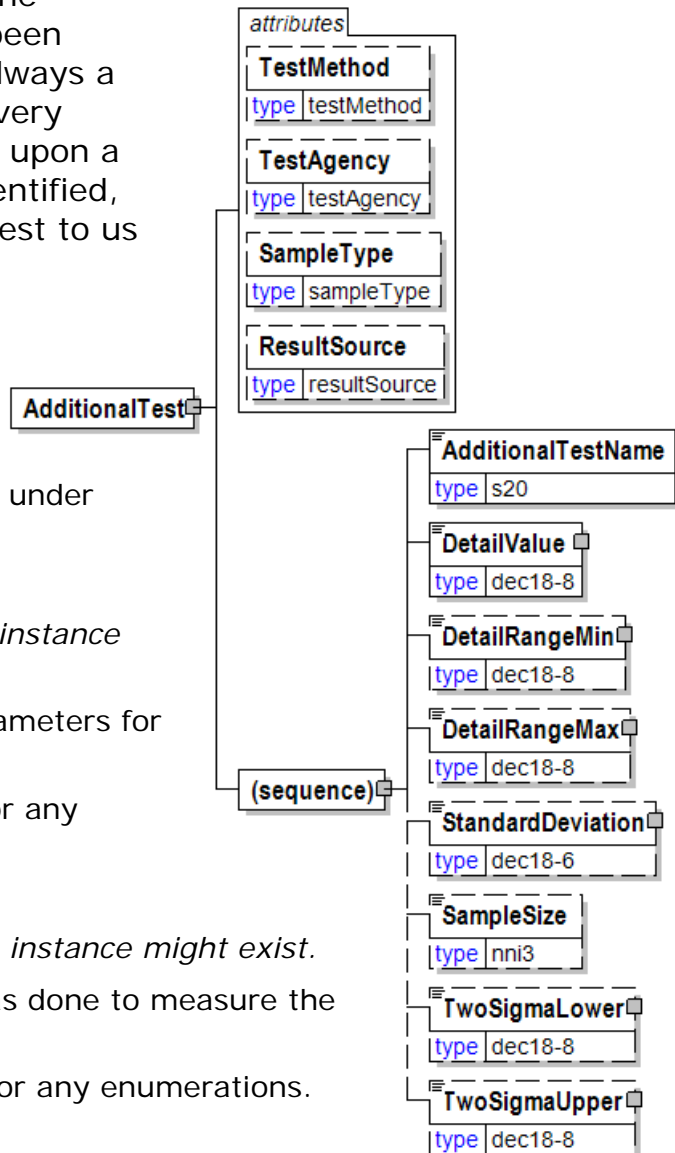 the
been
lways a
very
upon a
entified,
est to us
under
instance
ameters for
or any
instance might exist.
s done to measure the
or any enumerations.
attributes
TestMethod
type testMethod
TestAgency
type testAgency
SampleType
type sampleType
ResultSource
type resultSource
AdditionalTest
(sequence)
AdditionalTestName
type s20
DetailValue
type dec18-8
DetailRangeMin
type dec18-8
DetailRangeMax
type dec18-8
StandardDeviation
type dec18-6
SampleSize
type nni3
TwoSigmaLower
type dec18-8
TwoSigmaUpper
type dec18-8